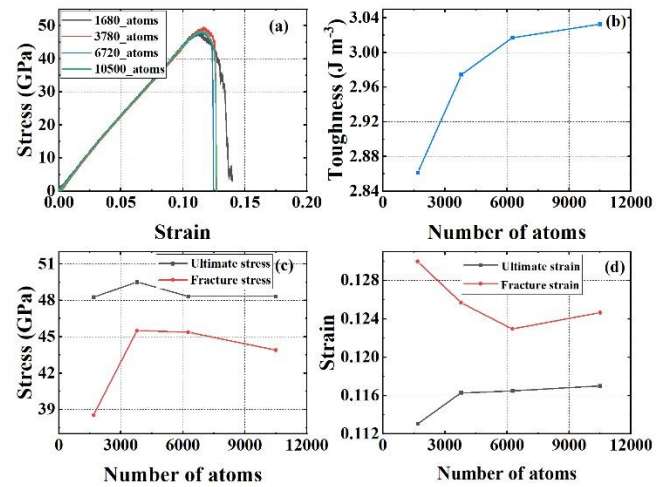 (a)
1680_atoms
3780_atoms
6720_atoms
10500_atoms
Stress (GPa)
50
40
30
20
10
0
0.00
0.05
0.10
0.15
0.20
Strain
(b)
Toughness (J m⁻³)
3.04
3.00
2.96
2.92
2.88
2.84
0
3000
6000
9000
12000
Number of atoms
(c)
Ultimate stress
Fracture stress
Stress (GPa)
51
48
45
42
39
0
3000
6000
9000
12000
Number of atoms
(d)
Ultimate strain
Fracture strain
Strain
0.128
0.124
0.120
0.116
0.112
0
3000
6000
9000
12000
Number of atoms